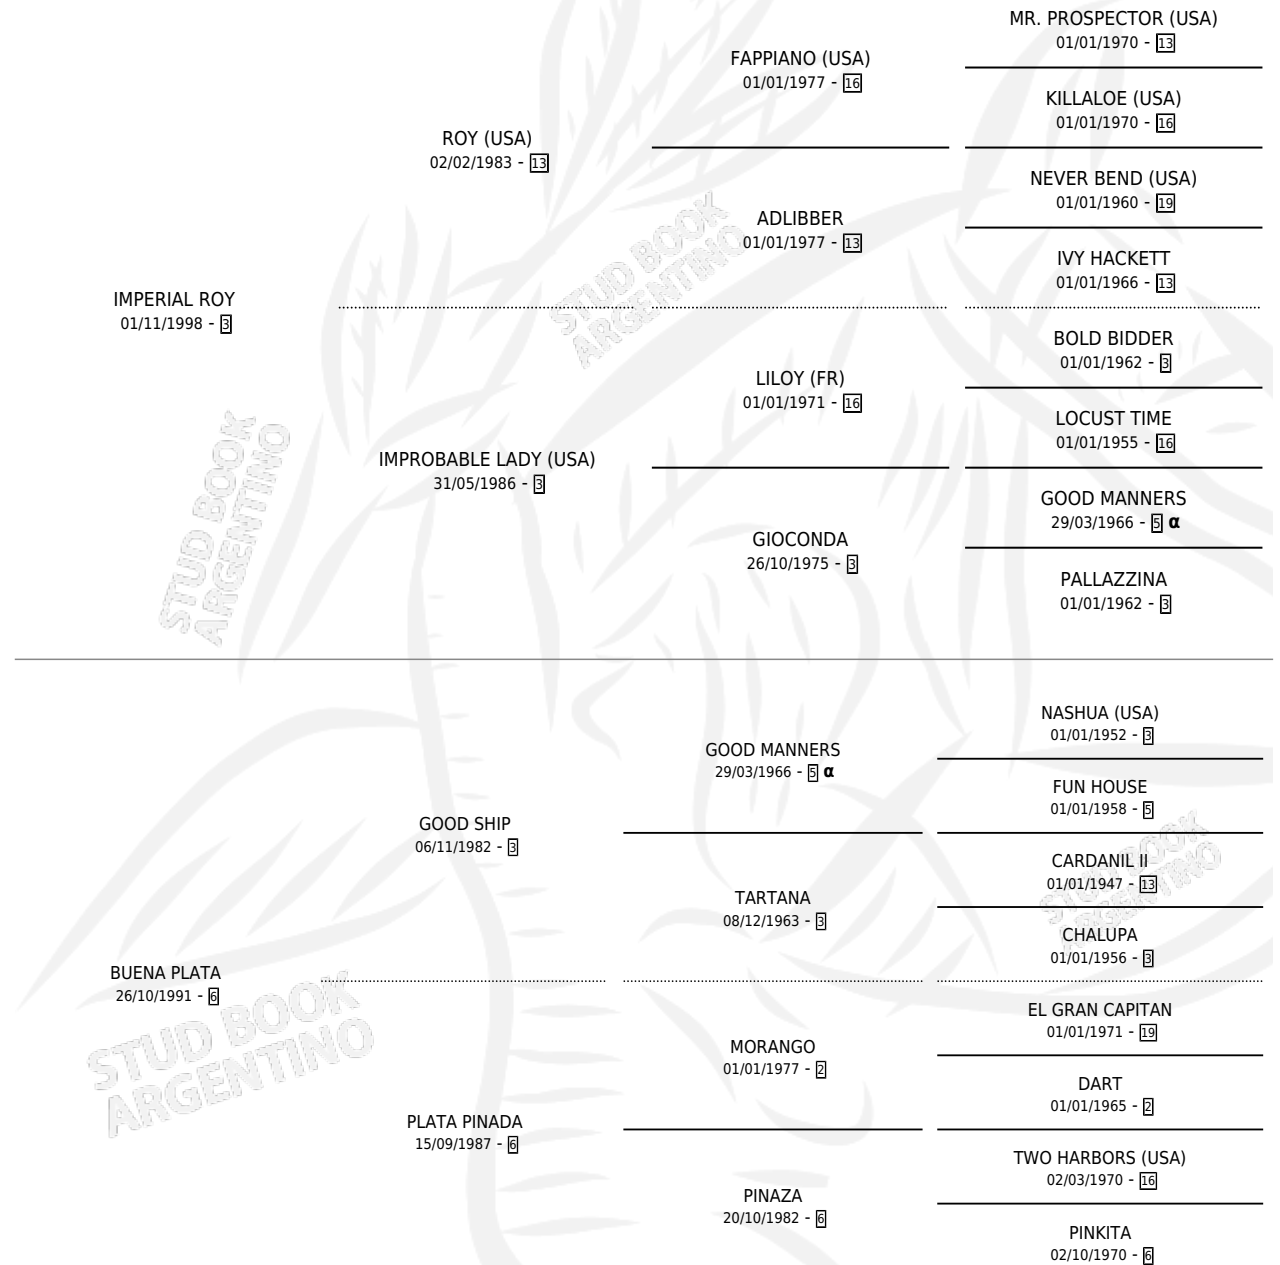 MR. PROSPECTOR (USA)
01/01/1970 - 13
FAPPIANO (USA)
01/01/1977 - 16
KILLALOE (USA)
01/01/1970 - 16
ROY (USA)
02/02/1983 - 13
NEVER BEND (USA)
01/01/1960 - 19
ADLIBBER
01/01/1977 - 13
IVY HACKETT
01/01/1966 - 13
IMPERIAL ROY
01/11/1998 - 3
BOLD BIDDER
01/01/1962 - 3
LILOY (FR)
01/01/1971 - 16
LOCUST TIME
01/01/1955 - 16
IMPROBABLE LADY (USA)
31/05/1986 - 3
GOOD MANNERS
29/03/1966 - 5 α
GIOCONDA
26/10/1975 - 3
PALLAZZINA
01/01/1962 - 3
NASHUA (USA)
01/01/1952 - 3
GOOD MANNERS
29/03/1966 - 5 α
FUN HOUSE
01/01/1958 - 5
GOOD SHIP
06/11/1982 - 3
CARDANIL II
01/01/1947 - 13
TARTANA
08/12/1963 - 3
CHALUPA
01/01/1956 - 3
BUENA PLATA
26/10/1991 - 6
EL GRAN CAPITAN
01/01/1971 - 19
MORANGO
01/01/1977 - 2
DART
01/01/1965 - 2
PLATA PINADA
15/09/1987 - 6
TWO HARBORS (USA)
02/03/1970 - 16
PINAZA
20/10/1982 - 6
PINKITA
02/10/1970 - 6
STUD BOOK
ARGENTINO
STUD BOOK
ARGENTINO
STUD BOOK
ARGENTINO
STUD BOOK
ARGENTINO